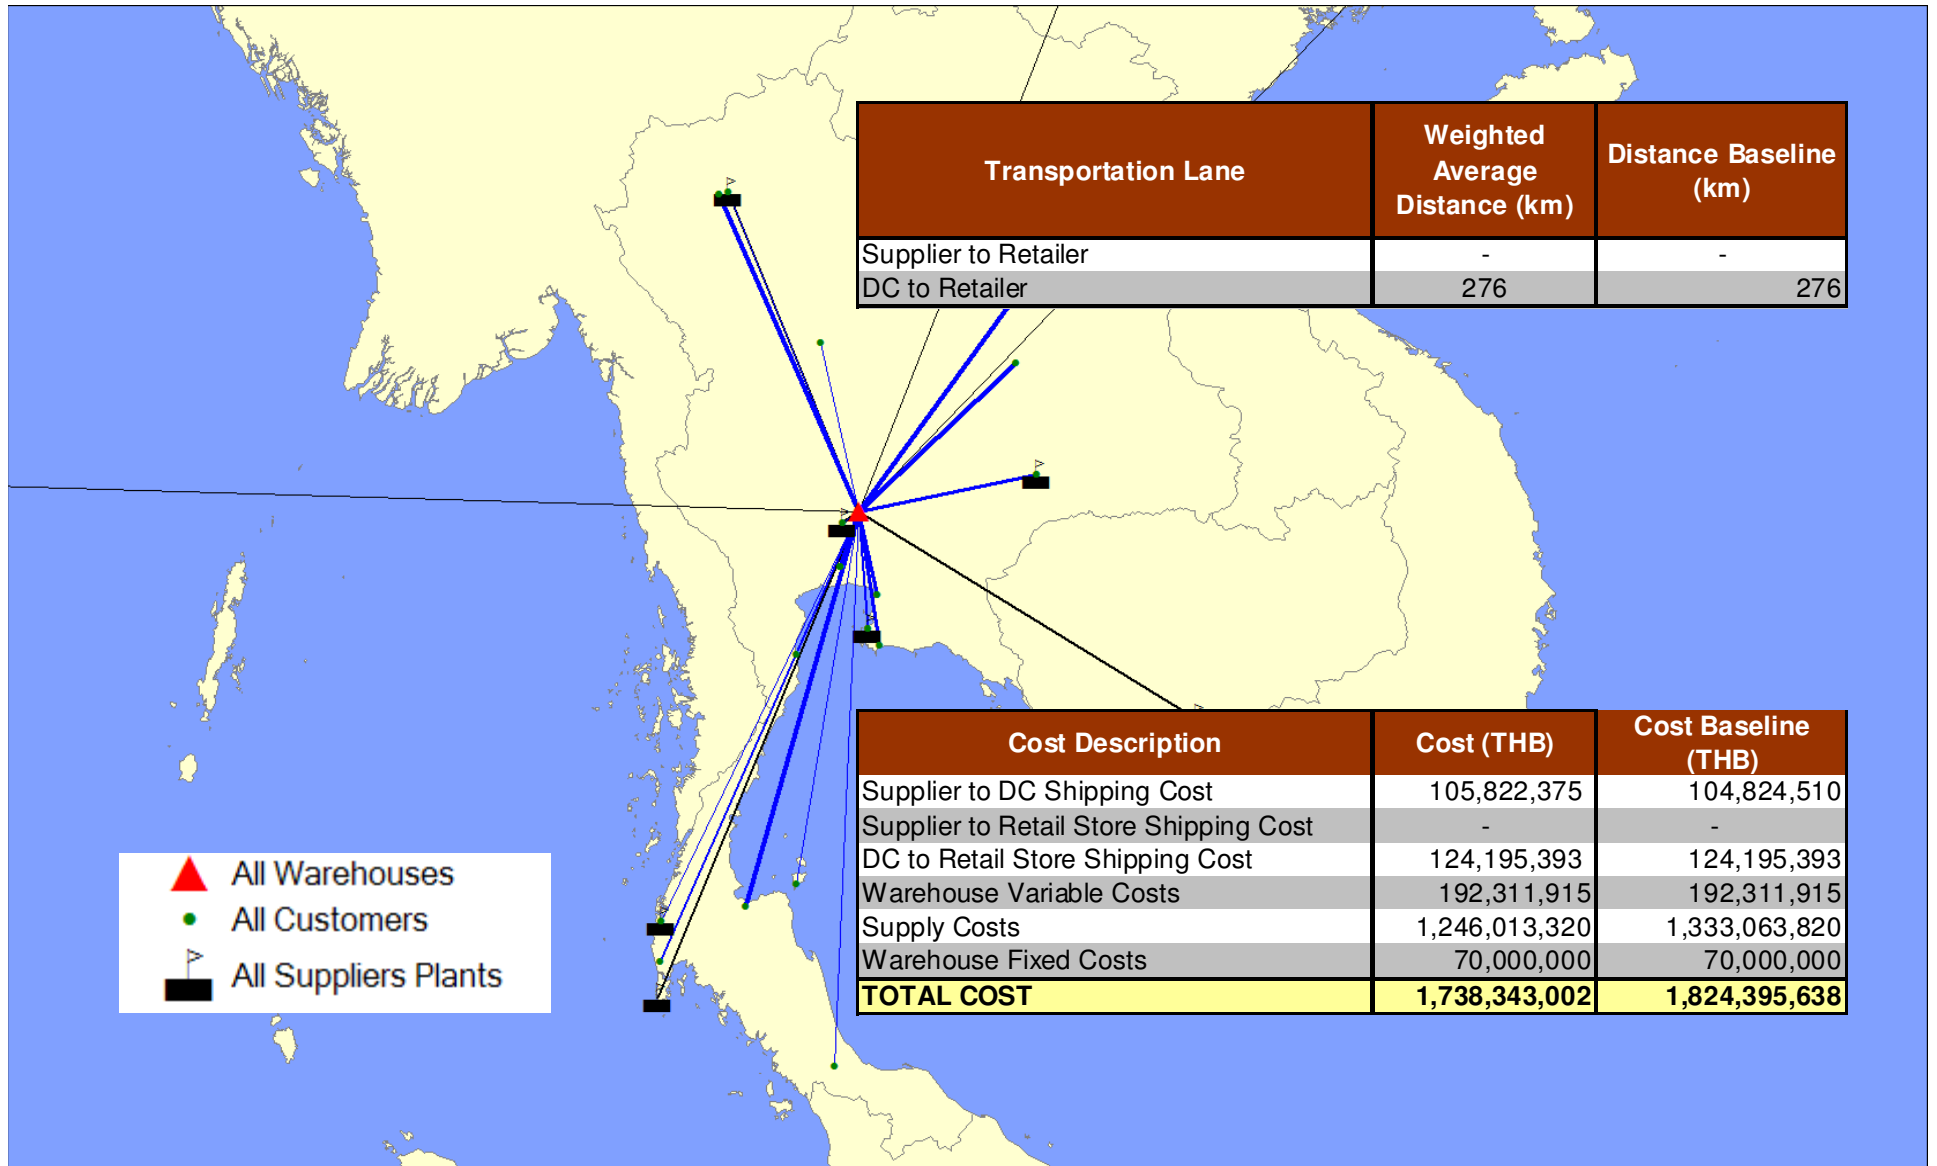 Transportation Lane
Weighted
Average
Distance (km)
Distance Baseline
(km)
Supplier to Retailer - -
DC to Retailer 276 276
Cost Description
Cost (THB)
Cost Baseline
(THB)
Supplier to DC Shipping Cost 105,822,375 104,824,510
Supplier to Retail Store Shipping Cost - -
DC to Retail Store Shipping Cost 124,195,393 124,195,393
Warehouse Variable Costs 192,311,915 192,311,915
Supply Costs 1,246,013,320 1,333,063,820
Warehouse Fixed Costs 70,000,000 70,000,000
TOTAL COST 1,738,343,002 1,824,395,638
All Warehouses
All Customers
All Suppliers Plants